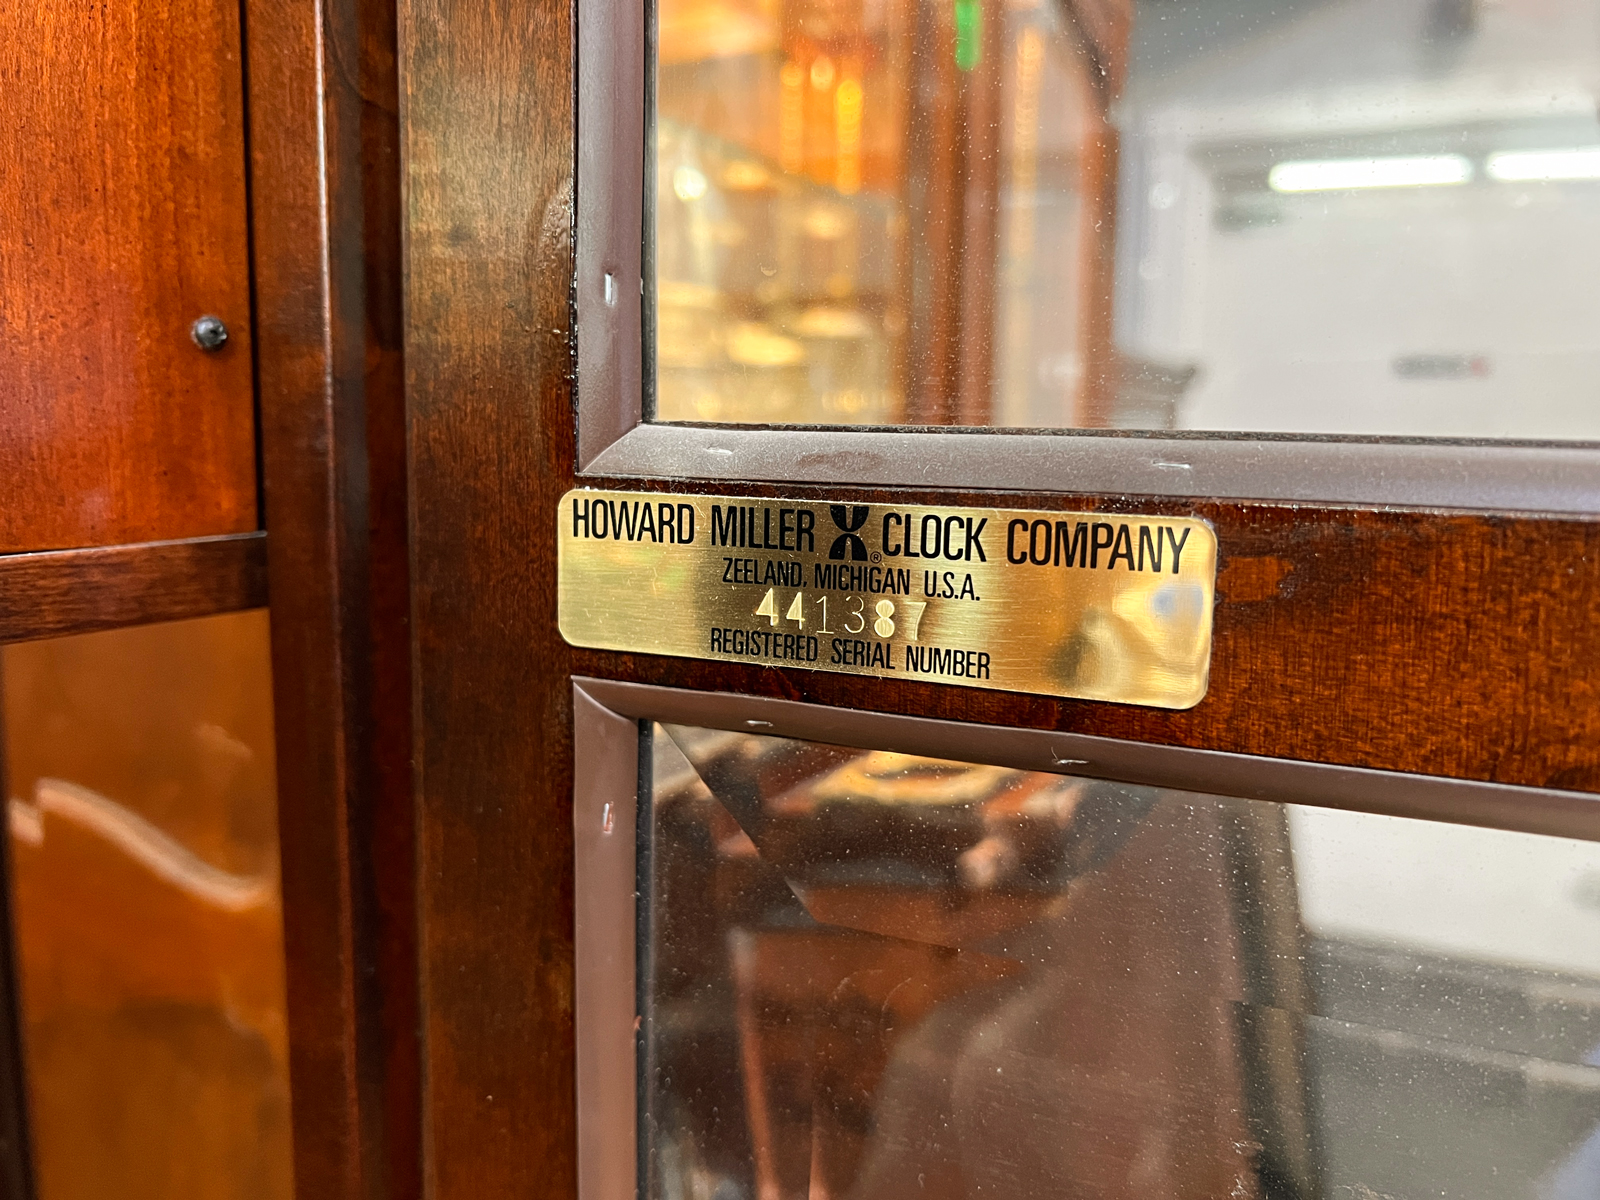 HOWARD MILLER ® CLOCK COMPANY
ZEELAND, MICHIGAN U.S.A.
441387
REGISTERED SERIAL NUMBER